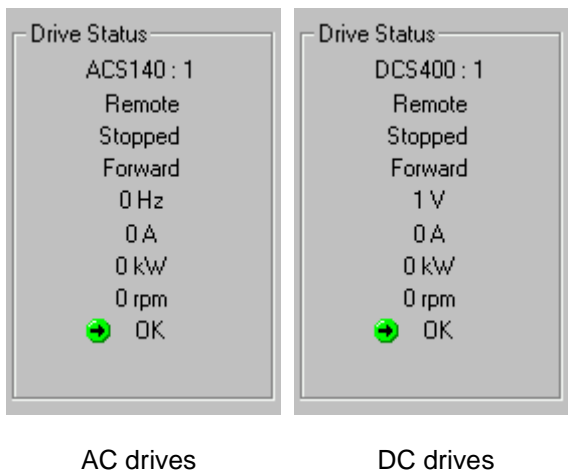 Drive Status
ACS140 : 1
Remote
Stopped
Forward
0 Hz
0 A
0 kW
0 rpm
OK
Drive Status
DCS400 : 1
Remote
Stopped
Forward
1 V
0 A
0 kW
0 rpm
OK
AC drives
DC drives